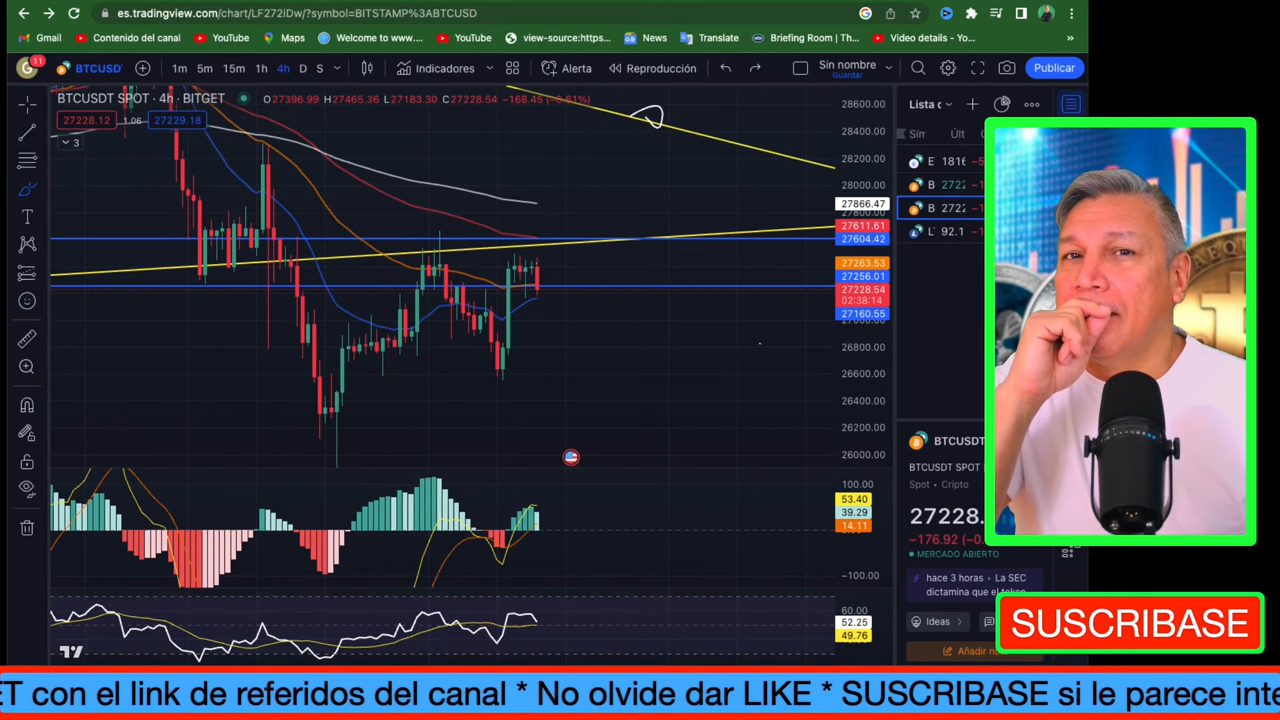 es.tradingview.com/chart/LF272iDw/?symbol=BITSTAMP%3ABTCUSD
Gmail
Contenido del canal
YouTube
Maps
Welcome to www....
YouTube
view-source:https...
News
Translate
Briefing Room | Th...
Video details - Yo...
»
G
11
BTCUSD
1m 5m 15m 1h 4h D S
Indicadores
Alerta
Reproducción
Sin nombre
Guardar
Publicar
BTCUSDT SPOT · 4h · BITGET
O27396.99 H27465.36 L27183.30 C27228.54 −168.45 (−0.61%)
27228.12 1.06 27229.18
3
28600.00
28400.00
28200.00
28000.00
27866.47
27800.00
27611.61
27604.42
27263.53
27256.01
27228.54
02:38:14
27160.55
27000.00
26800.00
26600.00
26400.00
26200.00
26000.00
100.00
53.40
39.29
14.11
−100.00
60.00
52.25
49.76
Lista
Sím Últ
E 1816
B 2722
B 2722
L 92.1
BTCUSDT
BTCUSDT SPOT
Spot • Cripto
27228.
−176.92
MERCADO ABIERTO
hace 3 horas • La SEC
dictamina que el token
Ideas
Añadir no
SUSCRIBASE
ET con el link de referidos del canal * No olvide dar LIKE * SUSCRIBASE si le parece inte